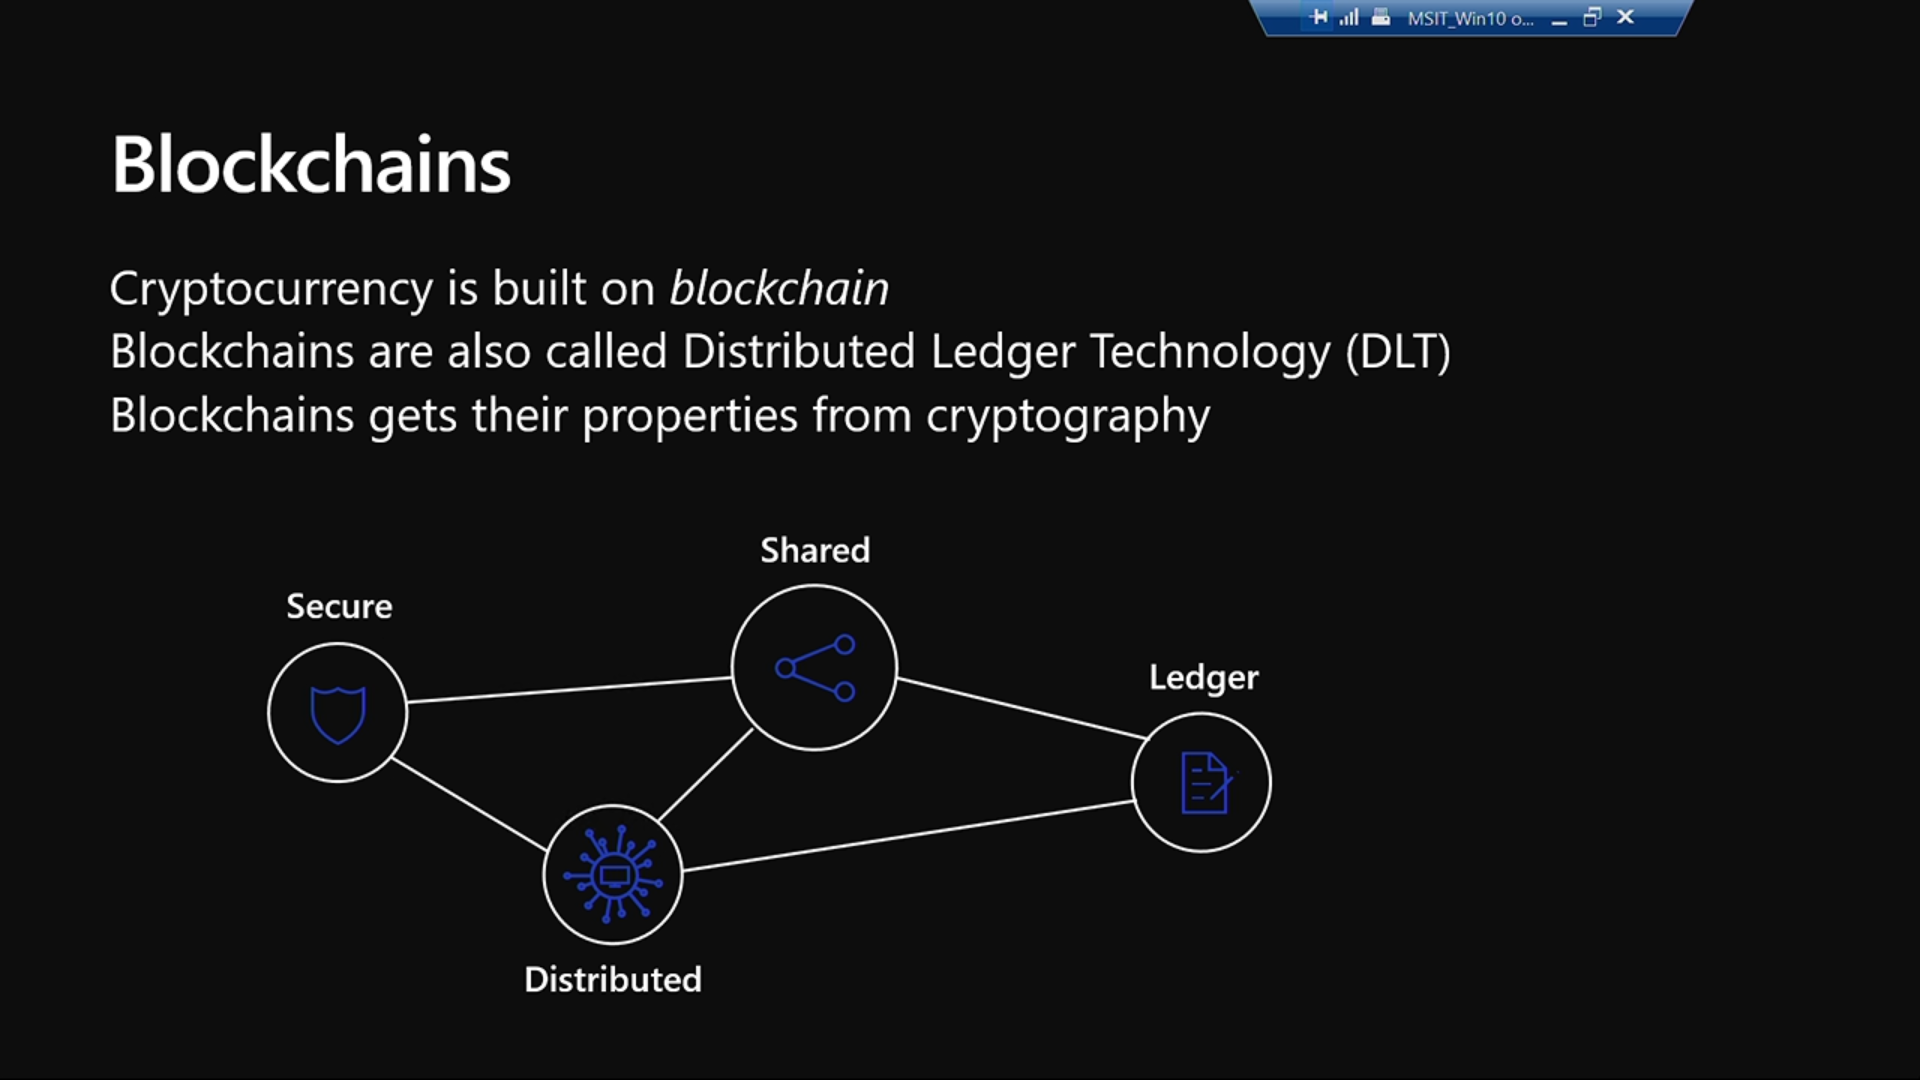 MSIT_Win10 o...
Blockchains
Cryptocurrency is built on blockchain
Blockchains are also called Distributed Ledger Technology (DLT)
Blockchains gets their properties from cryptography
Shared
Secure
Ledger
Distributed